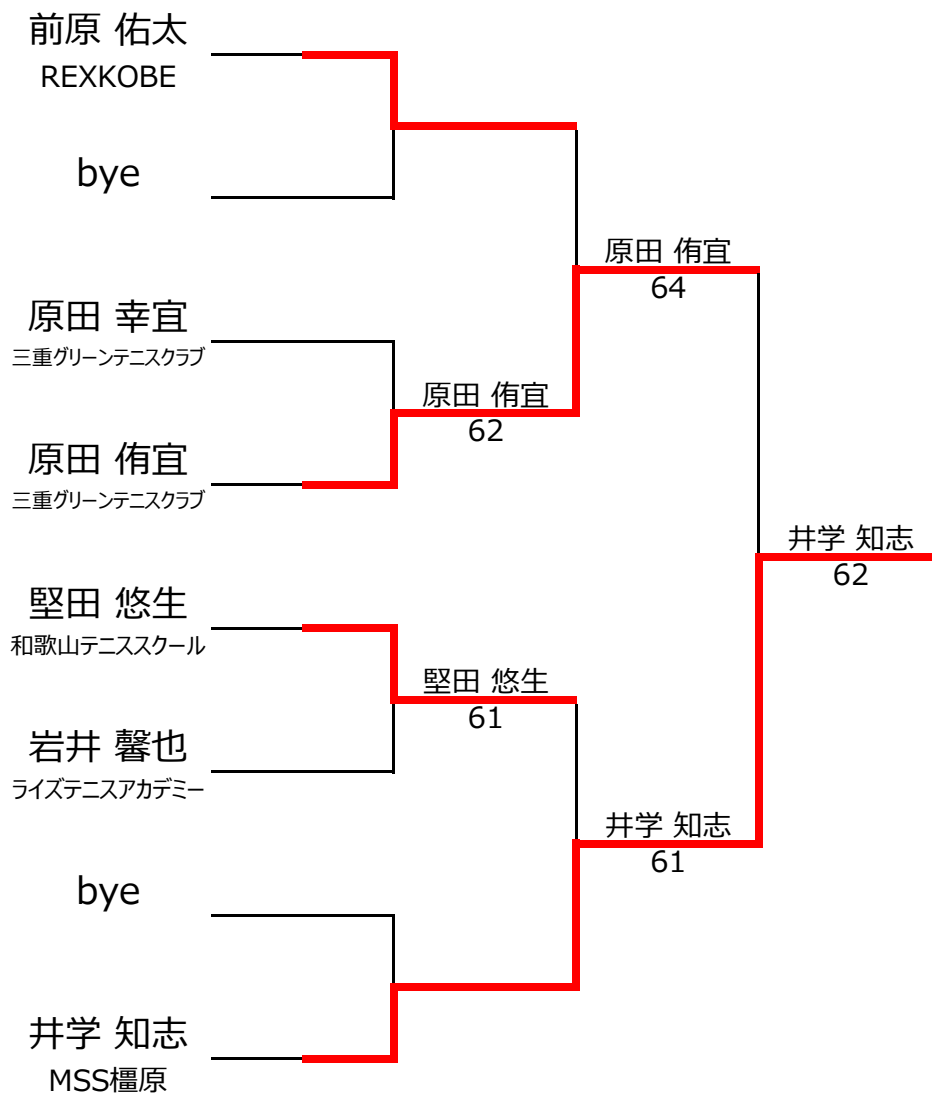 前原 佑太
REXKOBE
bye
原田 侑宜
64
原田 幸宜
三重グリーンテニスクラブ
原田 侑宜
62
原田 侑宜
三重グリーンテニスクラブ
井学 知志
62
堅田 悠生
和歌山テニススクール
堅田 悠生
61
岩井 馨也
ライズテニスアカデミー
井学 知志
61
bye
井学 知志
MSS橿原